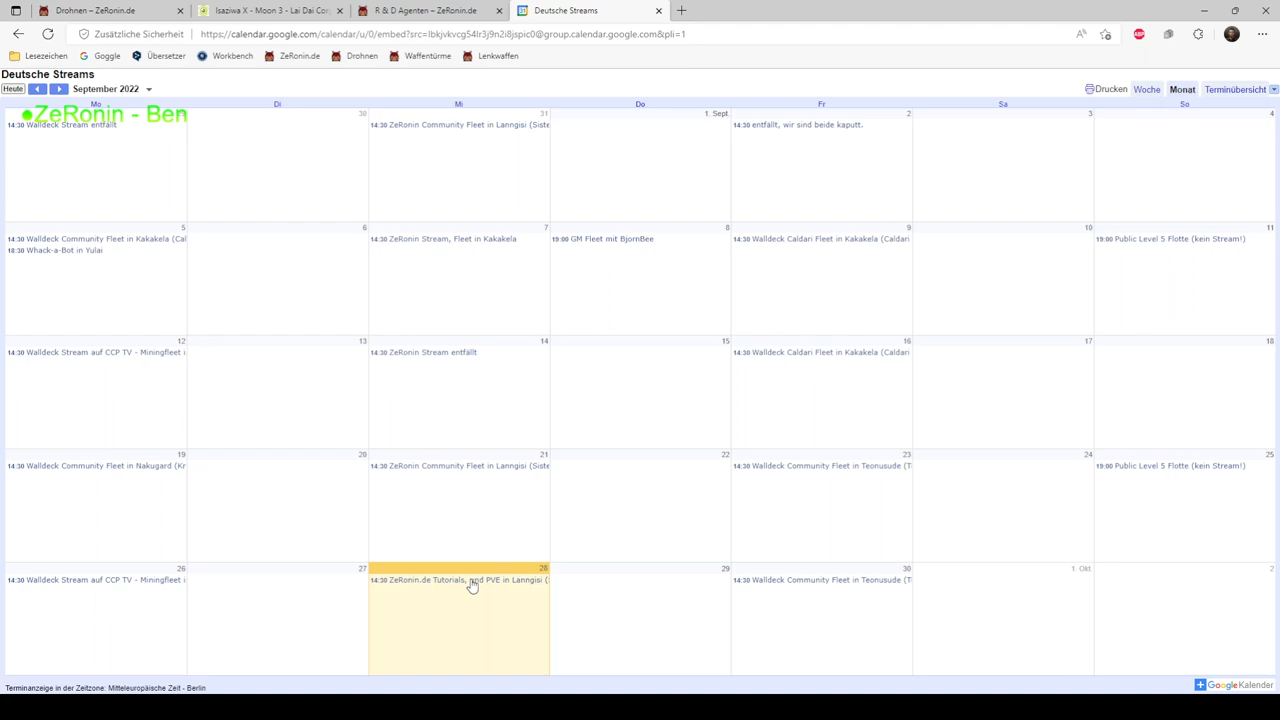 Drohnen – ZeRonin.de
Isaziwa X - Moon 3 - Lai Dai Cor
R & D Agenten – ZeRonin.de
Deutsche Streams
Zusätzliche Sicherheit
https://calendar.google.com/calendar/u/0/embed?src=lbkjvkvcg54lr3j9n2i8jspic0@group.calendar.google.com&pli=1
Lesezeichen
Goggle
Übersetzer
Workbench
ZeRonin.de
Drohnen
Waffentürme
Lenkwaffen
Deutsche Streams
Heute
September 2022
Drucken
Woche
Monat
Terminübersicht
Mo Di Mi Do Fr Sa So
ZeRonin - Ben
30 31 1. Sept. 2 3 4
14:30 Walldeck Stream entfällt
14:30 ZeRonin Community Fleet in Lanngisi (Siste
14:30 entfällt, wir sind beide kaputt.
5 6 7 8 9 10 11
14:30 Walldeck Community Fleet in Kakakela (Cal
18:30 Whack-a-Bot in Yulai
14:30 ZeRonin Stream, Fleet in Kakakela
19:00 GM Fleet mit BjornBee
14:30 Walldeck Caldari Fleet in Kakakela (Caldari
19:00 Public Level 5 Flotte (kein Stream!)
12 13 14 15 16 17 18
14:30 Walldeck Stream auf CCP TV - Miningfleet i
14:30 ZeRonin Stream entfällt
14:30 Walldeck Caldari Fleet in Kakakela (Caldari
19 20 21 22 23 24 25
14:30 Walldeck Community Fleet in Nakugard (Kr
14:30 ZeRonin Community Fleet in Lanngisi (Siste
14:30 Walldeck Community Fleet in Teonusude (T
19:00 Public Level 5 Flotte (kein Stream!)
26 27 28 29 30 1. Okt. 2
14:30 Walldeck Stream auf CCP TV - Miningfleet i
14:30 ZeRonin.de Tutorials, und PVE in Lanngisi (
14:30 Walldeck Community Fleet in Teonusude (T
Terminanzeige in der Zeitzone: Mitteleuropäische Zeit - Berlin
Google Kalender